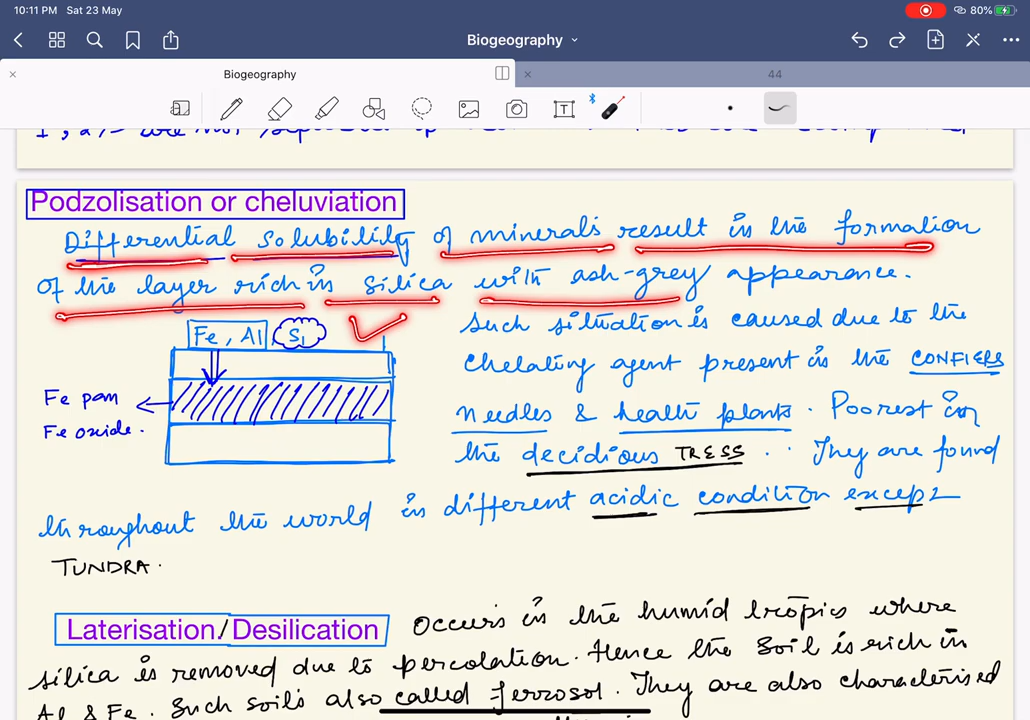 10:11 PM Sat 23 May
80%
Biogeography
Biogeography
44
Podzolisation or cheluviation
Differential solubility of minerals result in the formation
of the layer rich in silica with ash-grey appearance.
Fe, Al Si
Such situation is caused due to the
chelating agent present in the CONFIERS
Fe pan
needles & health plants. Poorest in
Fe oxide.
the decidious TRESS .. They are found
throughout the world in different acidic condition except
TUNDRA.
Laterisation/Desilication Occurs in the humid tropics where
silica is removed due to percolation. Hence the soil is rich in
Al & Fe. Such soils also called ferrosol. They are also characterised